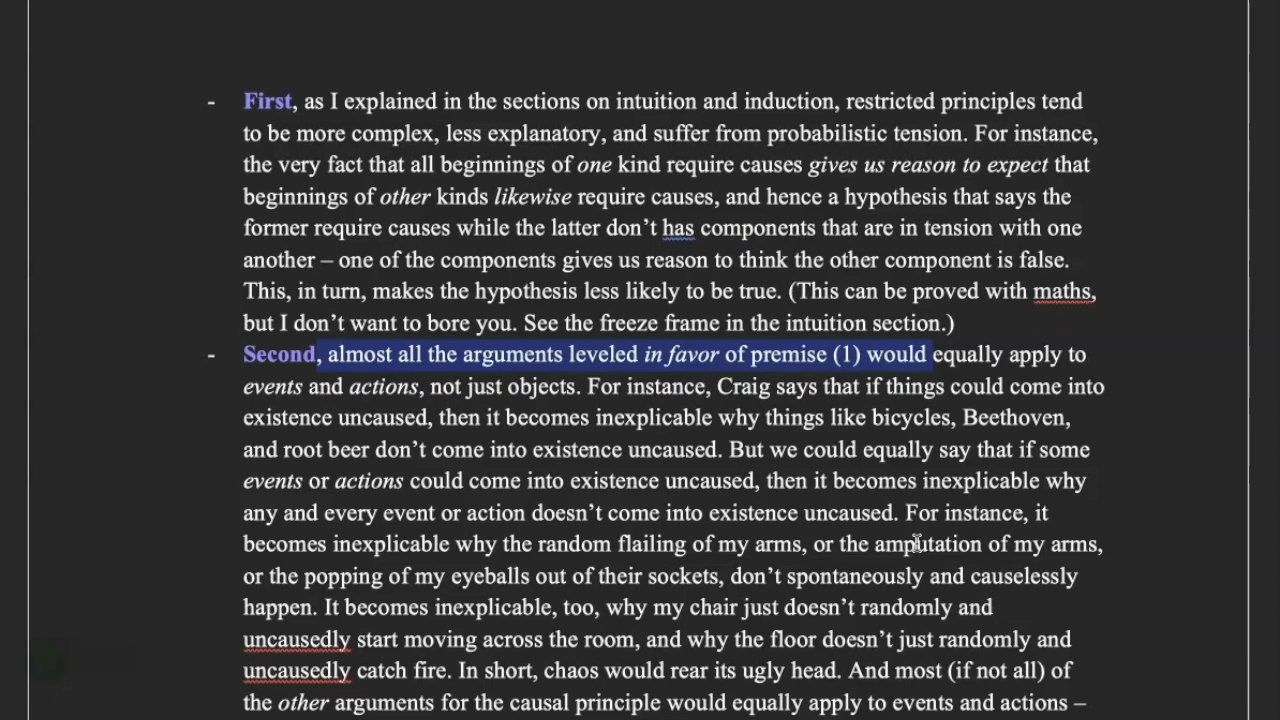 - First, as I explained in the sections on intuition and induction, restricted principles tend
to be more complex, less explanatory, and suffer from probabilistic tension. For instance,
the very fact that all beginnings of one kind require causes gives us reason to expect that
beginnings of other kinds likewise require causes, and hence a hypothesis that says the
former require causes while the latter don’t has components that are in tension with one
another – one of the components gives us reason to think the other component is false.
This, in turn, makes the hypothesis less likely to be true. (This can be proved with maths,
but I don’t want to bore you. See the freeze frame in the intuition section.)
- Second, almost all the arguments leveled in favor of premise (1) would equally apply to
events and actions, not just objects. For instance, Craig says that if things could come into
existence uncaused, then it becomes inexplicable why things like bicycles, Beethoven,
and root beer don’t come into existence uncaused. But we could equally say that if some
events or actions could come into existence uncaused, then it becomes inexplicable why
any and every event or action doesn’t come into existence uncaused. For instance, it
becomes inexplicable why the random flailing of my arms, or the amputation of my arms,
or the popping of my eyeballs out of their sockets, don’t spontaneously and causelessly
happen. It becomes inexplicable, too, why my chair just doesn’t randomly and
uncausedly start moving across the room, and why the floor doesn’t just randomly and
uncausedly catch fire. In short, chaos would rear its ugly head. And most (if not all) of
the other arguments for the causal principle would equally apply to events and actions –